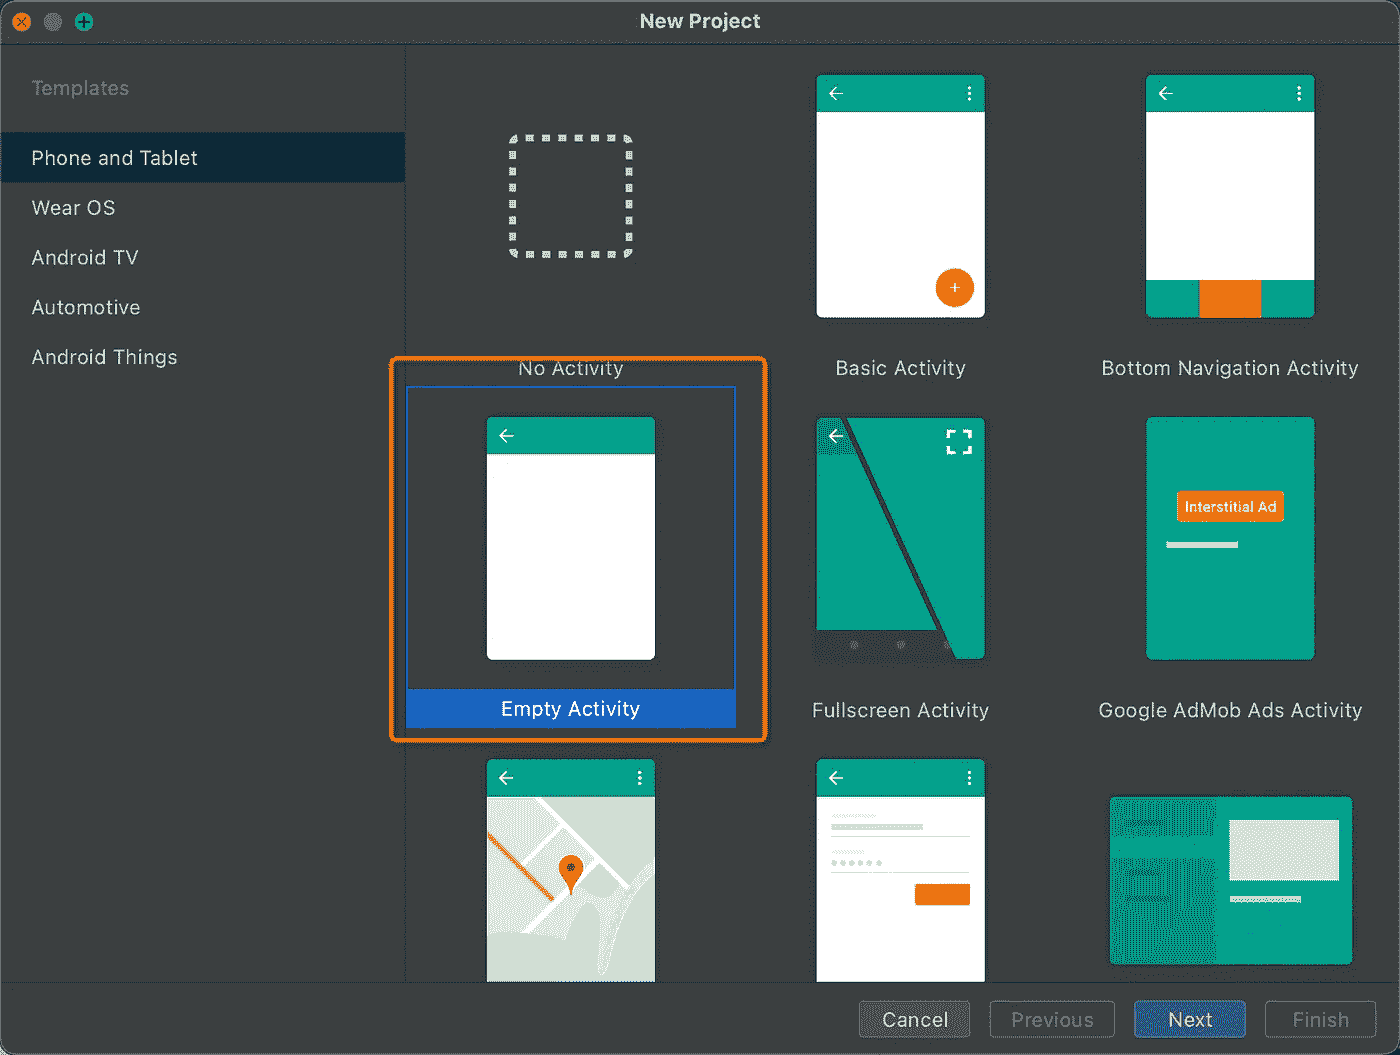 New Project
Templates
Phone and Tablet
Wear OS
Android TV
Automotive
Android Things
No Activity
Basic Activity
Bottom Navigation Activity
Interstitial Ad
Empty Activity
Fullscreen Activity
Google AdMob Ads Activity
Cancel
Previous
Next
Finish